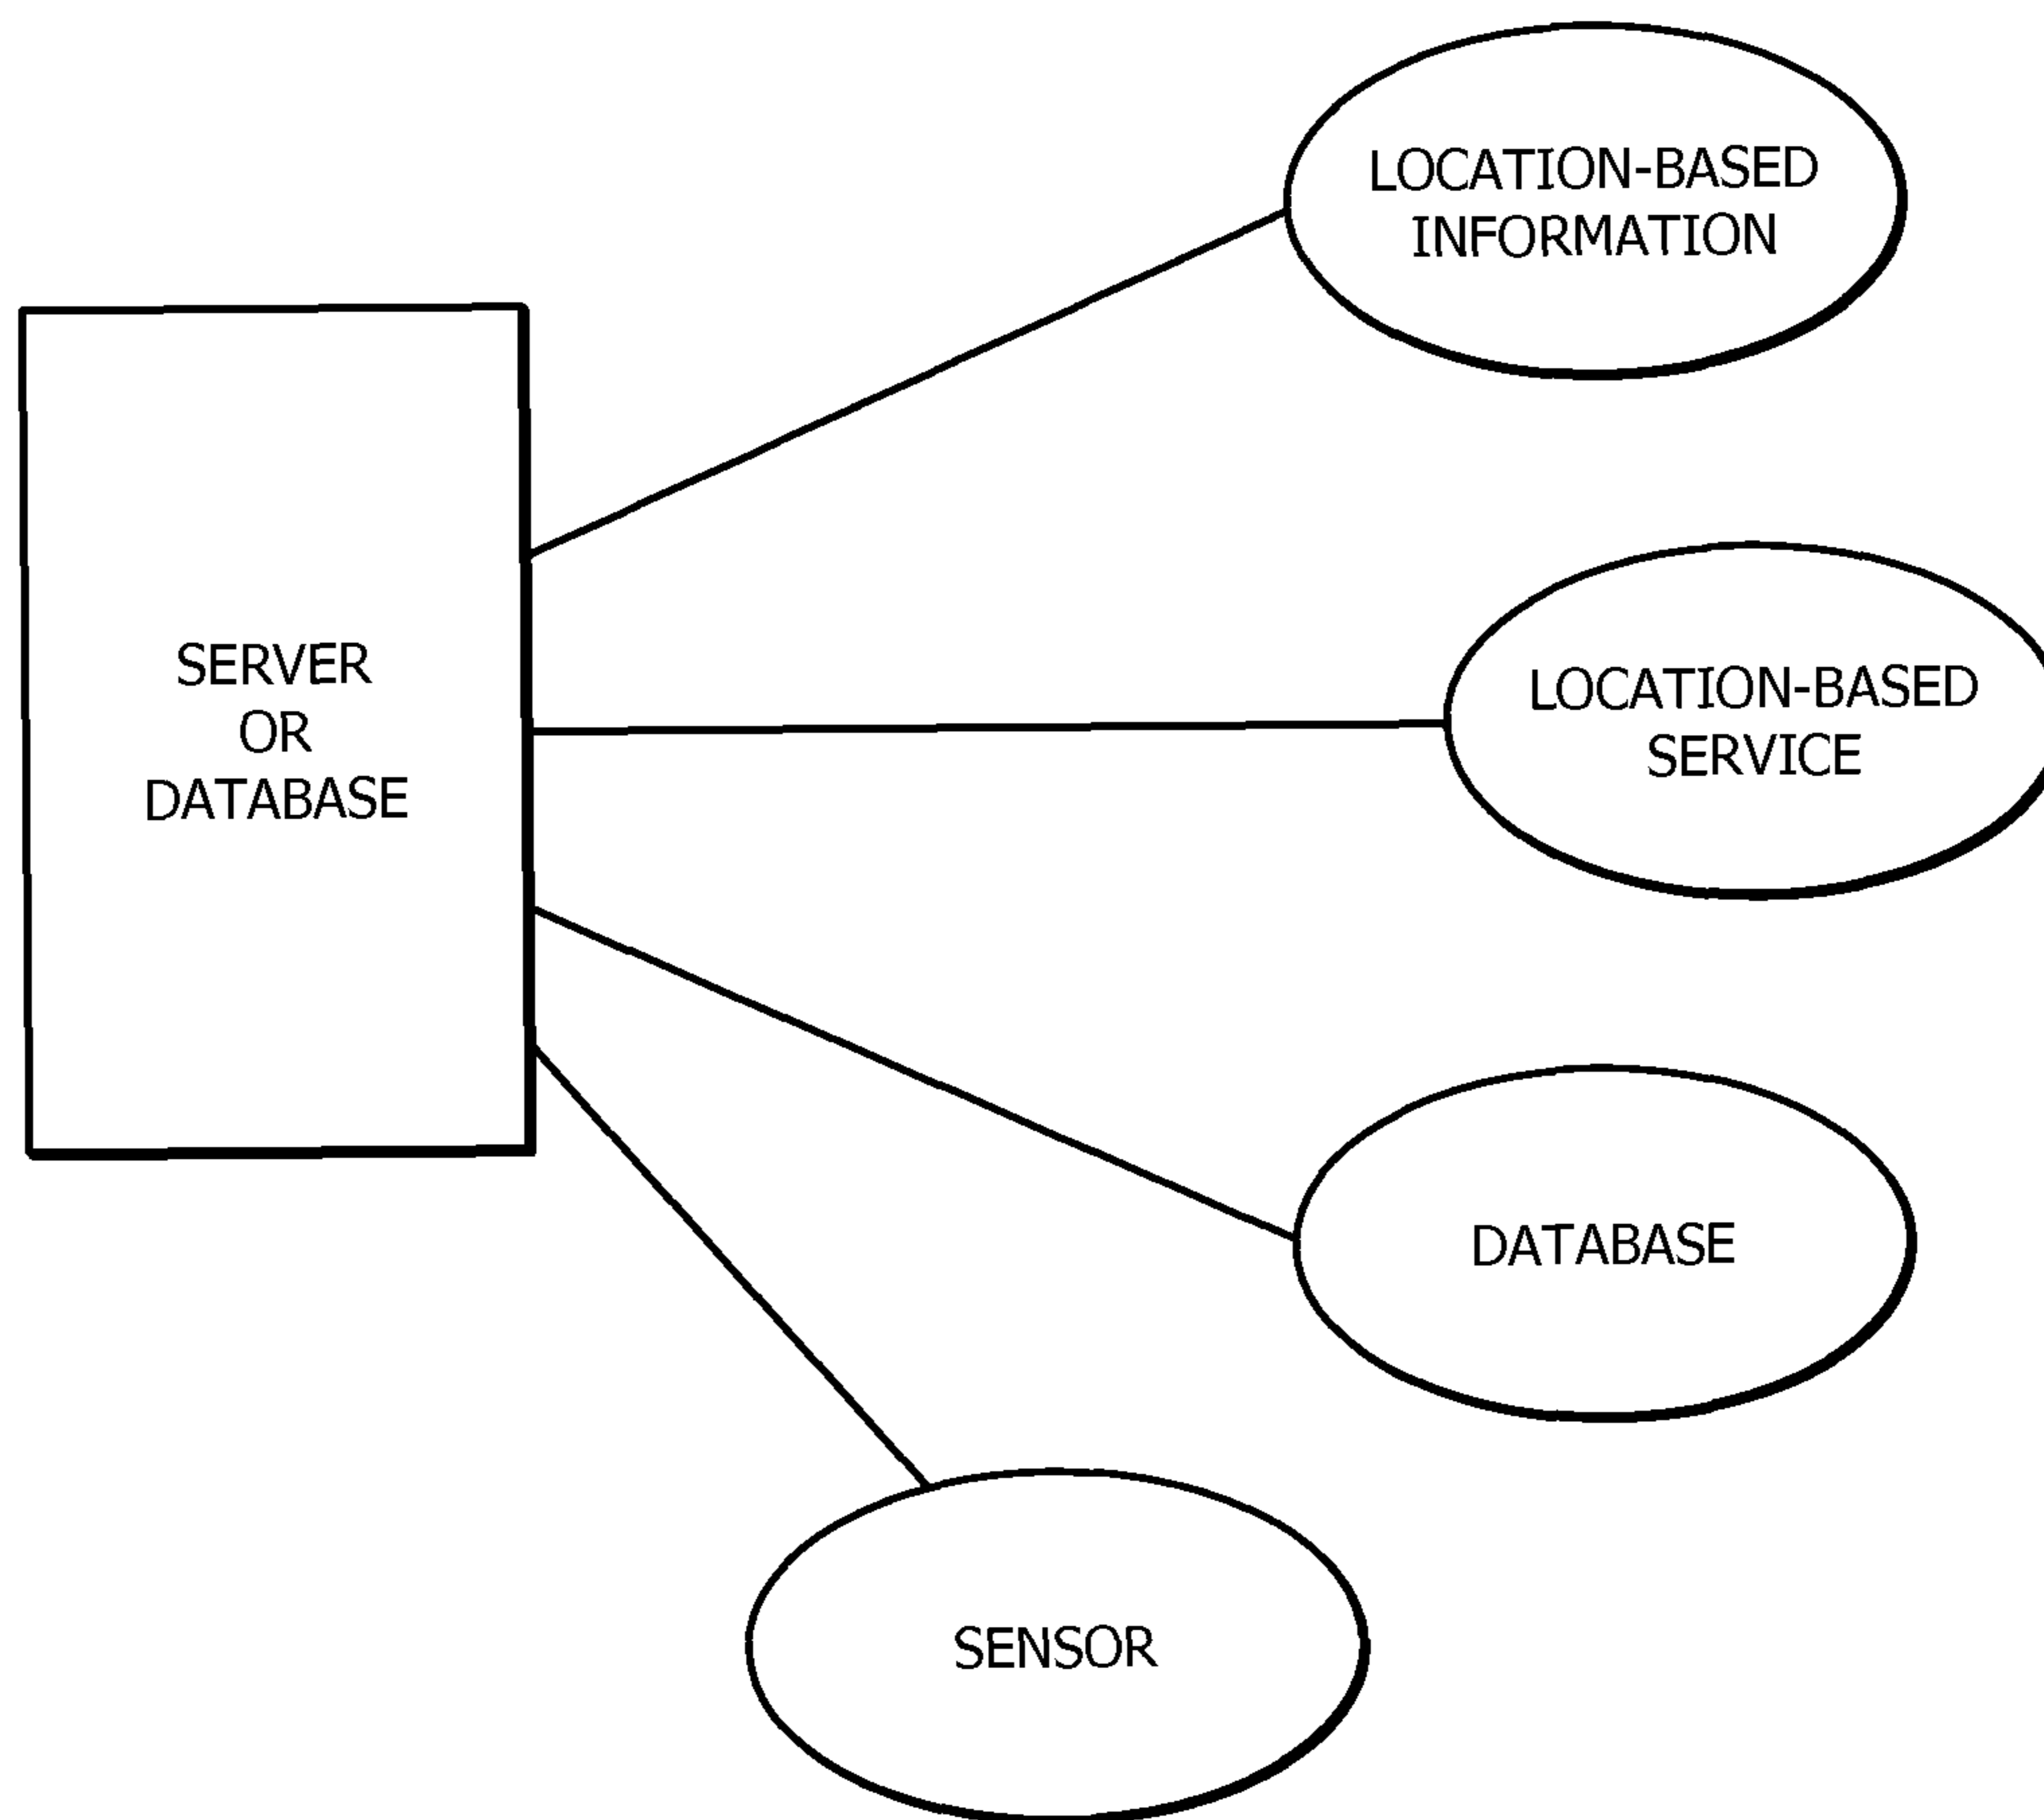 LOCATION-BASED
INFORMATION
SERVER
OR
DATABASE
LOCATION-BASED
SERVICE
DATABASE
SENSOR